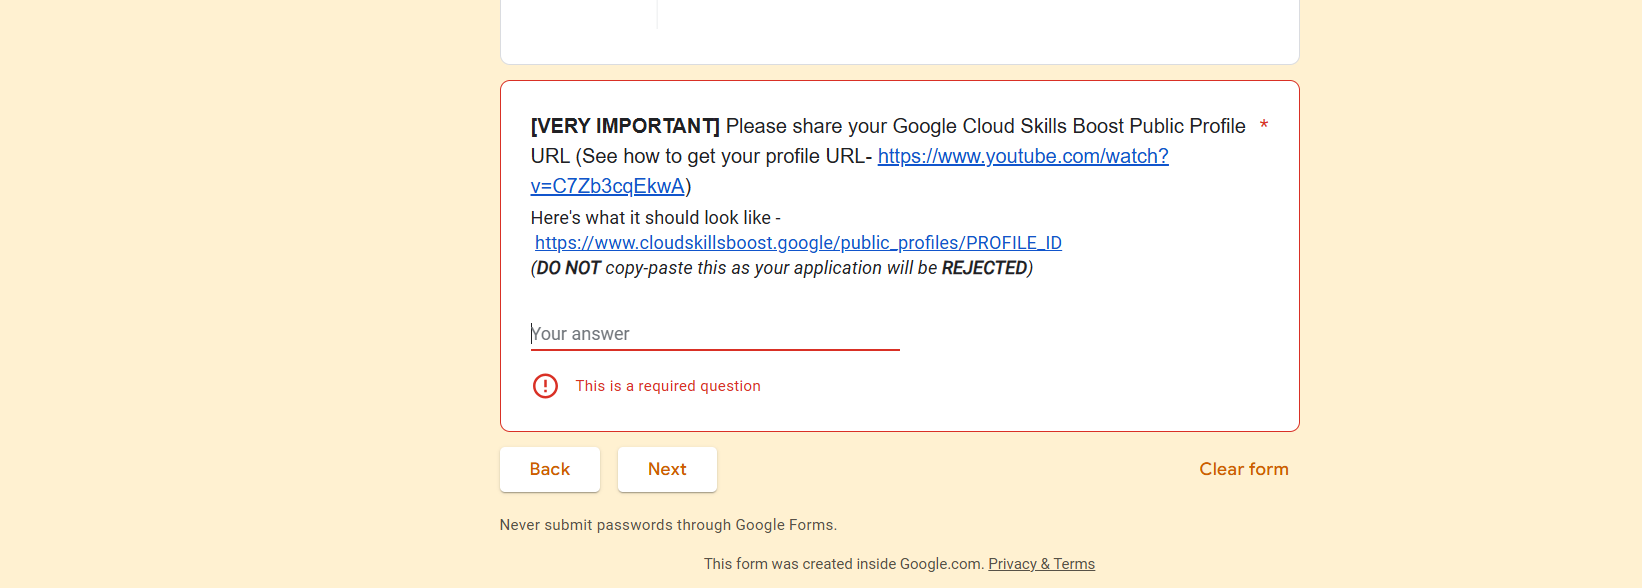 [VERY IMPORTANT] Please share your Google Cloud Skills Boost Public Profile *
URL (See how to get your profile URL- https://www.youtube.com/watch?
v=C7Zb3cqEkwA)
Here's what it should look like -
https://www.cloudskillsboost.google/public_profiles/PROFILE_ID
(DO NOT copy-paste this as your application will be REJECTED)
Your answer
This is a required question
Back Next Clear form
Never submit passwords through Google Forms.
This form was created inside Google.com. Privacy & Terms